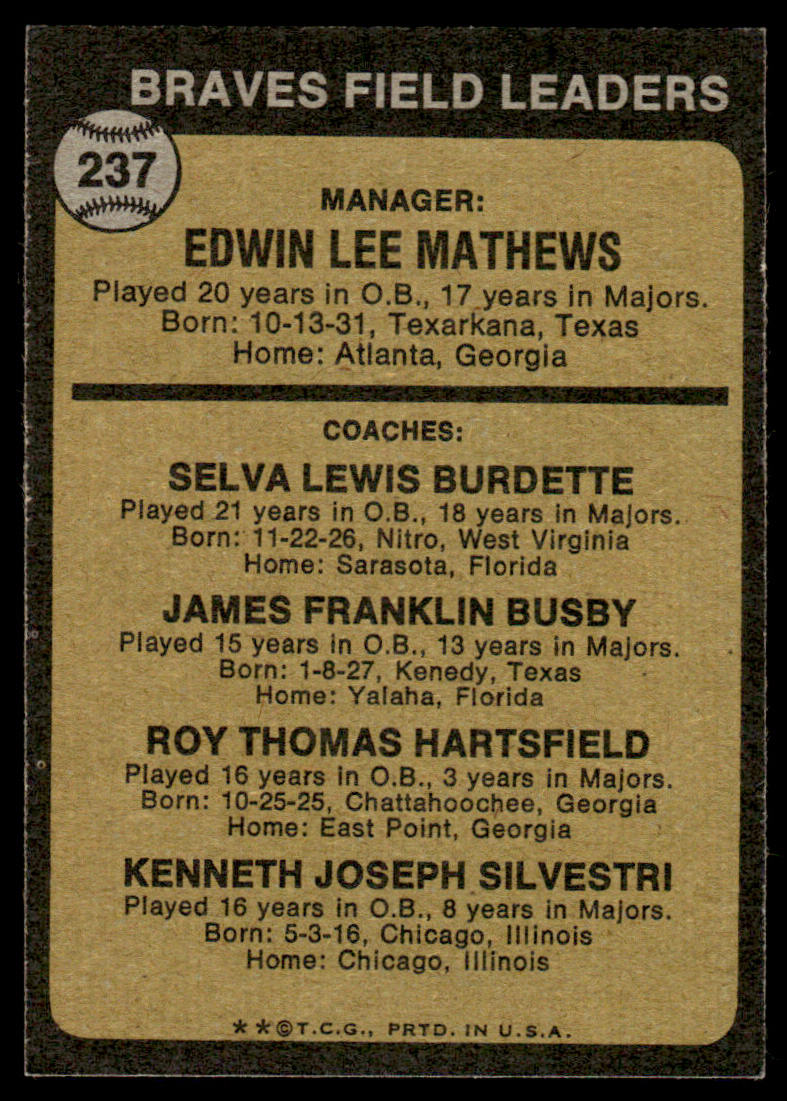 BRAVES FIELD LEADERS
237
MANAGER:
EDWIN LEE MATHEWS
Played 20 years in O.B., 17 years in Majors.
Born: 10-13-31, Texarkana, Texas
Home: Atlanta, Georgia
COACHES:
SELVA LEWIS BURDETTE
Played 21 years in O.B., 18 years in Majors.
Born: 11-22-26, Nitro, West Virginia
Home: Sarasota, Florida
JAMES FRANKLIN BUSBY
Played 15 years in O.B., 13 years in Majors.
Born: 1-8-27, Kenedy, Texas
Home: Yalaha, Florida
ROY THOMAS HARTSFIELD
Played 16 years in O.B., 3 years in Majors.
Born: 10-25-25, Chattahoochee, Georgia
Home: East Point, Georgia
KENNETH JOSEPH SILVESTRI
Played 16 years in O.B., 8 years in Majors.
Born: 5-3-16, Chicago, Illinois
Home: Chicago, Illinois
**©T.C.G., PRTD. IN U.S.A.